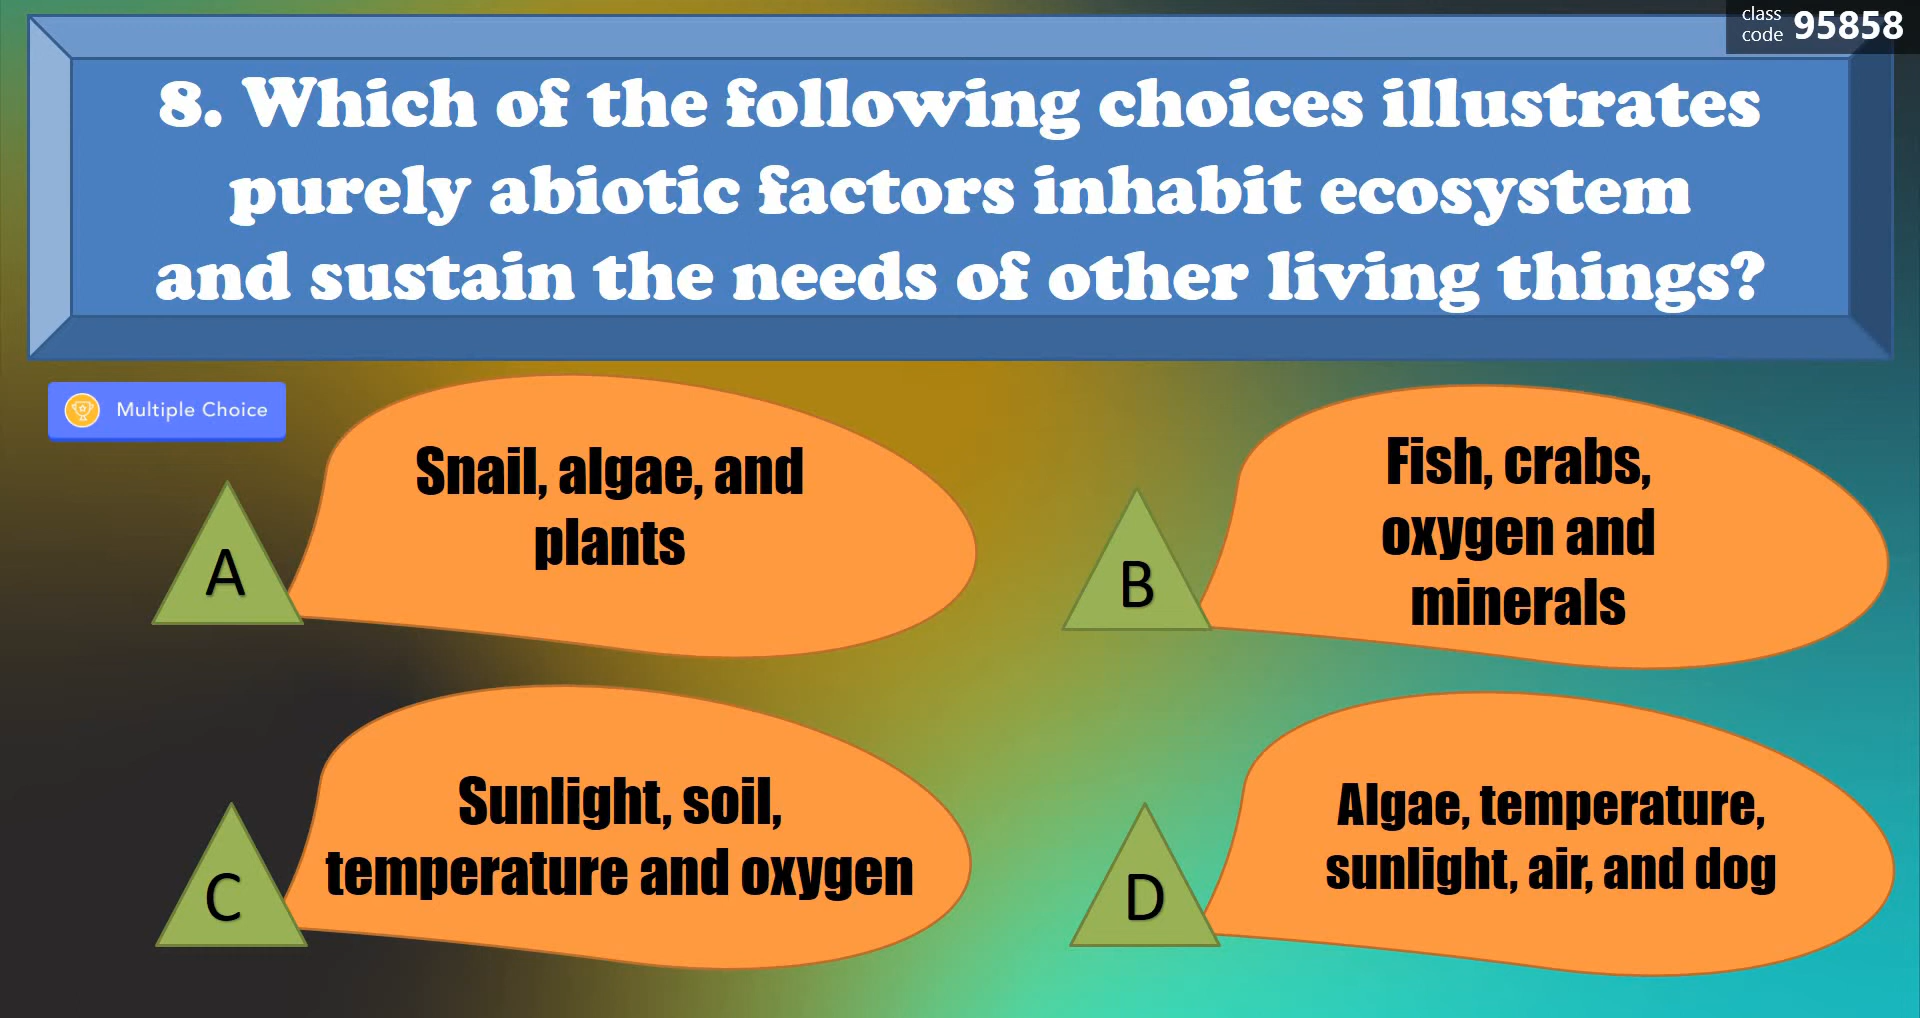 class
code 95858
8. Which of the following choices illustrates
purely abiotic factors inhabit ecosystem
and sustain the needs of other living things?
Multiple Choice
A
Snail, algae, and
plants
B
Fish, crabs,
oxygen and
minerals
C
Sunlight, soil,
temperature and oxygen
D
Algae, temperature,
sunlight, air, and dog